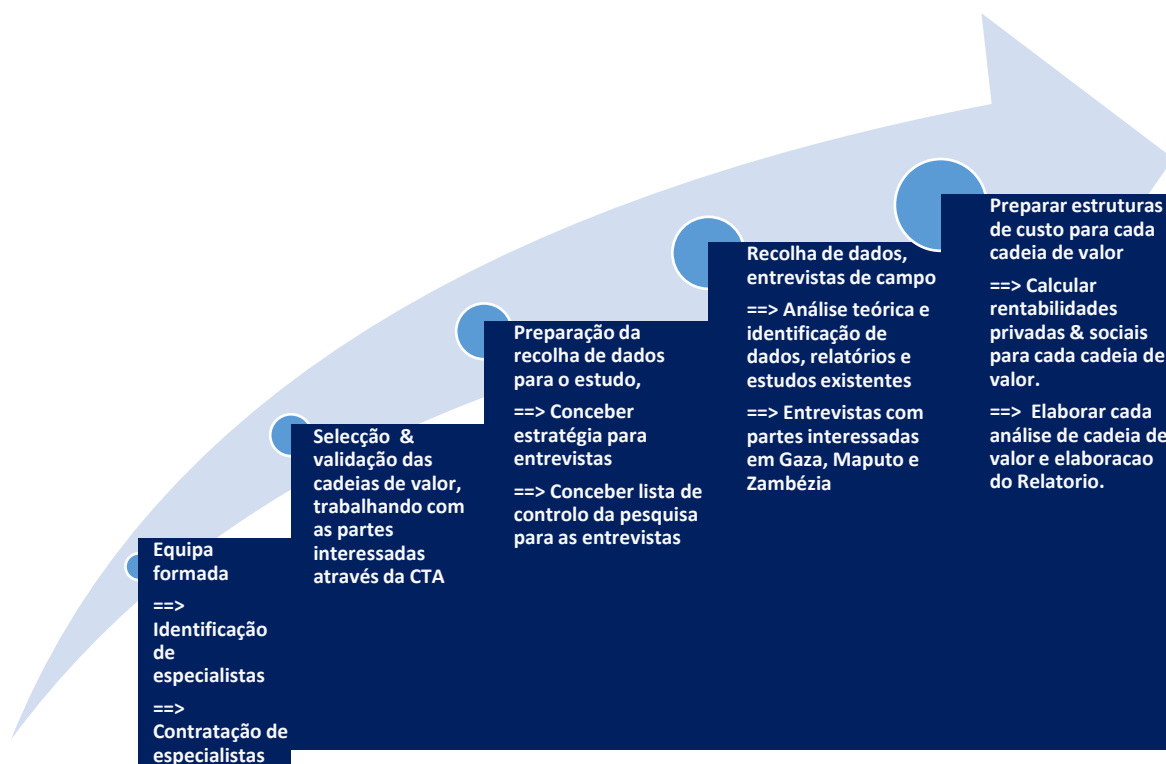 Equipa
formada
==>
Identificação
de
especialistas
==>
Contratação de
especialistas
Selecção &
validação das
cadeias de valor,
trabalhando com
as partes
interessadas
através da CTA
Preparação da
recolha de dados
para o estudo,
==> Conceber
estratégia para
entrevistas
==> Conceber lista de
controlo da pesquisa
para as entrevistas
Recolha de dados,
entrevistas de campo
==> Análise teórica e
identificação de
dados, relatórios e
estudos existentes
==> Entrevistas com
partes interessadas
em Gaza, Maputo e
Zambézia
Preparar estruturas
de custo para cada
cadeia de valor
==> Calcular
rentabilidades
privadas & sociais
para cada cadeia de
valor.
==> Elaborar cada
análise de cadeia de
valor e elaboracao
do Relatorio.